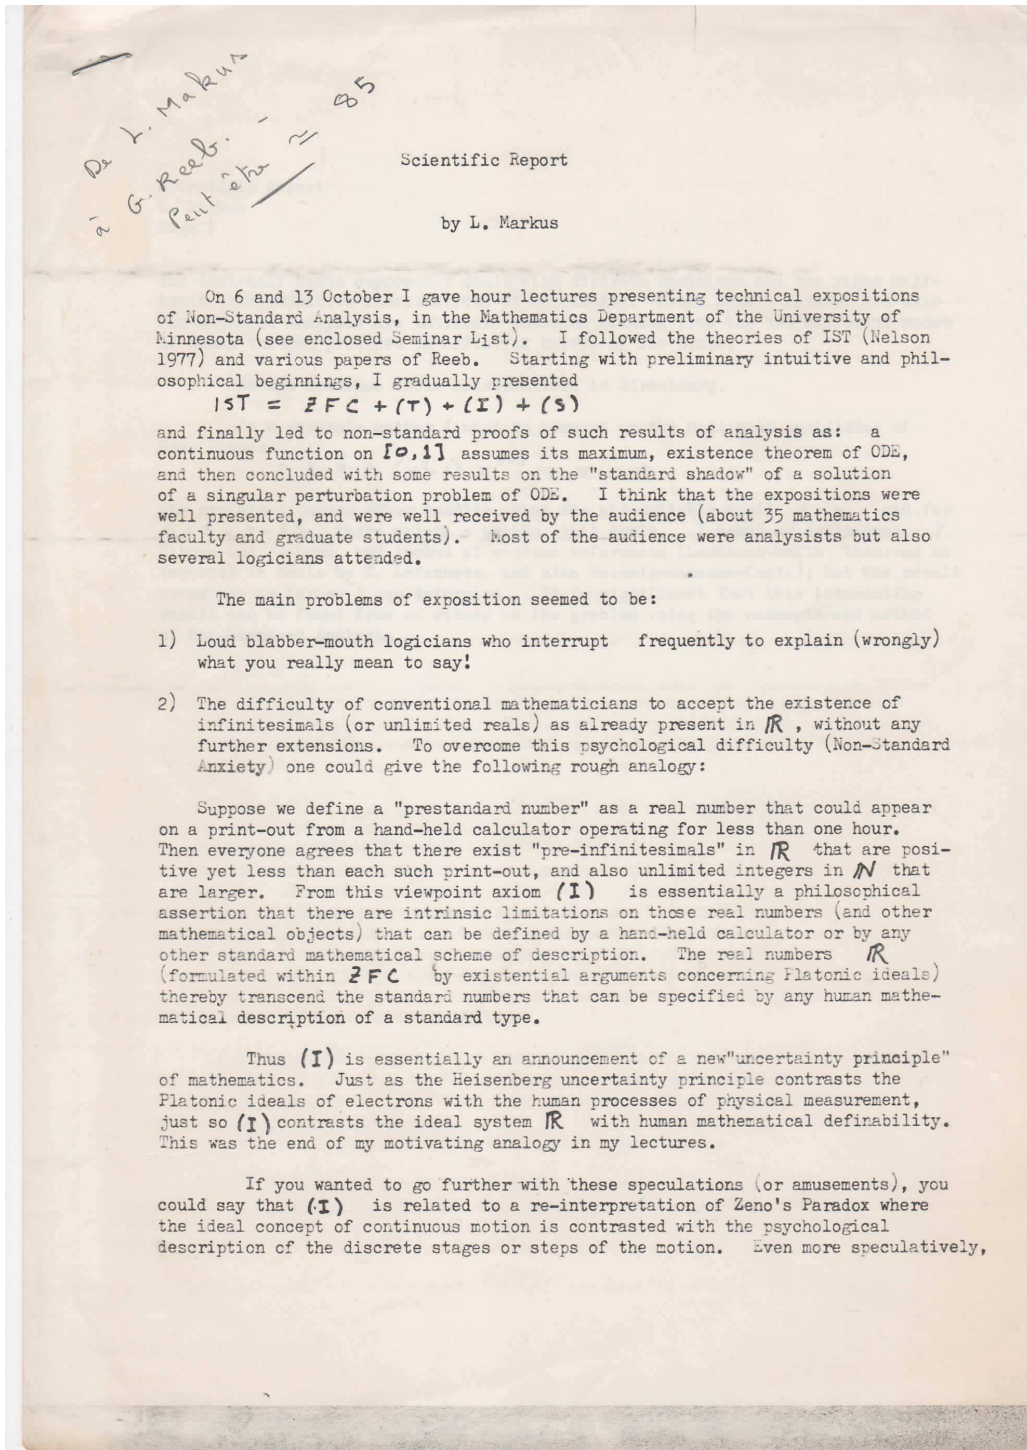 De L. Makus
à G. Reeb. -
Peut être ≃ 85
Scientific Report
by L. Markus
On 6 and 13 October I gave hour lectures presenting technical expositions
of Non-Standard Analysis, in the Mathematics Department of the University of
Minnesota (see enclosed Seminar List). I followed the theories of IST (Nelson
1977) and various papers of Reeb. Starting with preliminary intuitive and phil-
osophical beginnings, I gradually presented
IST = ZFC + (T) + (I) + (S)
and finally led to non-standard proofs of such results of analysis as: a
continuous function on [0,1] assumes its maximum, existence theorem of ODE,
and then concluded with some results on the "standard shadow" of a solution
of a singular perturbation problem of ODE. I think that the expositions were
well presented, and were well received by the audience (about 35 mathematics
faculty and graduate students). Most of the audience were analysists but also
several logicians attended.
The main problems of exposition seemed to be:
1) Loud blabber-mouth logicians who interrupt frequently to explain (wrongly)
what you really mean to say!
2) The difficulty of conventional mathematicians to accept the existence of
infinitesimals (or unlimited reals) as already present in ℝ , without any
further extensions. To overcome this psychological difficulty (Non-Standard
Anxiety) one could give the following rough analogy:
Suppose we define a "prestandard number" as a real number that could appear
on a print-out from a hand-held calculator operating for less than one hour.
Then everyone agrees that there exist "pre-infinitesimals" in ℝ that are posi-
tive yet less than each such print-out, and also unlimited integers in ℕ that
are larger. From this viewpoint axiom (I) is essentially a philosophical
assertion that there are intrinsic limitations on those real numbers (and other
mathematical objects) that can be defined by a hand-held calculator or by any
other standard mathematical scheme of description. The real numbers ℝ
(formulated within ZFC by existential arguments concerning Platonic ideals)
thereby transcend the standard numbers that can be specified by any human mathe-
matical description of a standard type.
Thus (I) is essentially an announcement of a new"uncertainty principle"
of mathematics. Just as the Heisenberg uncertainty principle contrasts the
Platonic ideals of electrons with the human processes of physical measurement,
just so (I) contrasts the ideal system ℝ with human mathematical definability.
This was the end of my motivating analogy in my lectures.
If you wanted to go further with these speculations (or amusements), you
could say that (I) is related to a re-interpretation of Zeno's Paradox where
the ideal concept of continuous motion is contrasted with the psychological
description of the discrete stages or steps of the motion. Even more speculatively,